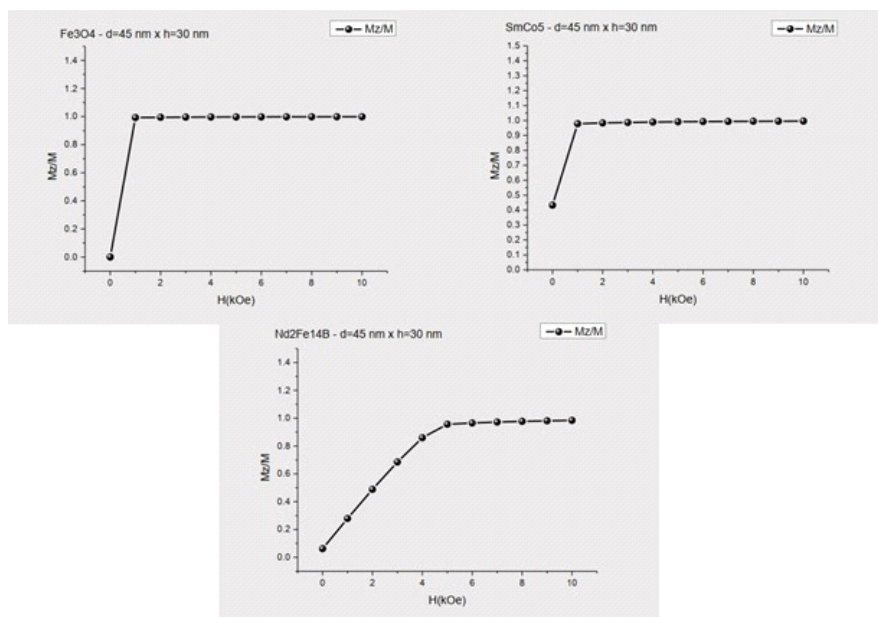 Fe3O4 - d=45 nm x h=30 nm
Mz/M
1.4
1.2
1.0
0.8
0.6
0.4
0.2
0.0
Mz/M
0 2 4 6 8 10
H(kOe)
SmCo5 - d=45 nm x h=30 nm
Mz/M
1.5
1.4
1.3
1.2
1.1
1.0
0.9
0.8
0.7
0.6
0.5
0.4
0.3
0.2
0.1
0.0
Mz/M
0 2 4 6 8 10
H(kOe)
Nd2Fe14B - d=45 nm x h=30 nm
Mz/M
1.4
1.2
1.0
0.8
0.6
0.4
0.2
0.0
Mz/M
0 2 4 6 8 10
H(kOe)